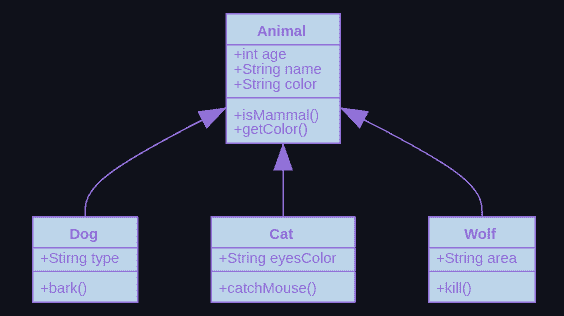 Animal
+int age
+String name
+String color
+isMammal()
+getColor()
Dog
+Stirng type
+bark()
Cat
+String eyesColor
+catchMouse()
Wolf
+String area
+kill()